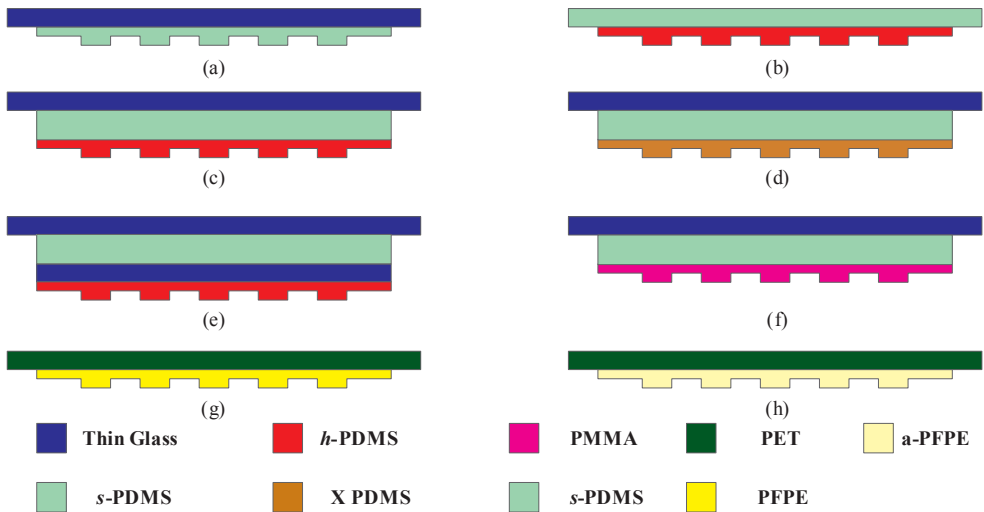 (a)
(b)
(c)
(d)
(e)
(f)
(g)
(h)
Thin Glass
h-PDMS
PMMA
PET
a-PFPE
s-PDMS
X PDMS
s-PDMS
PFPE